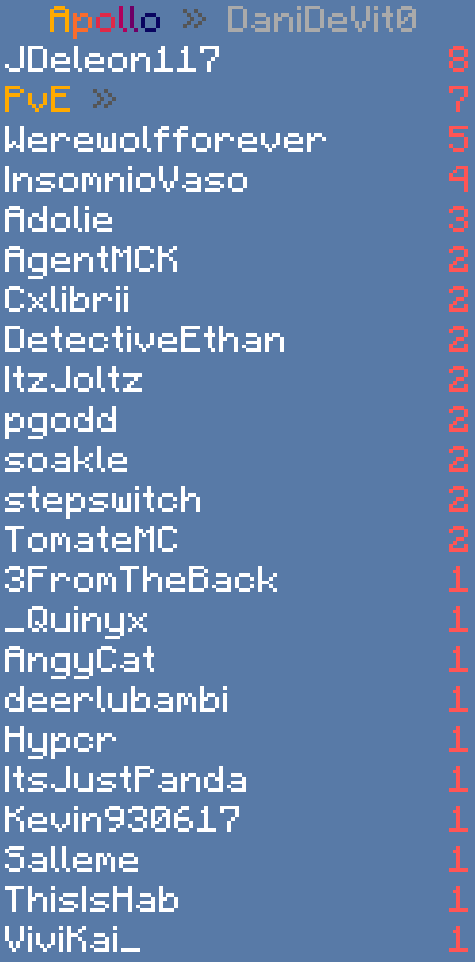 Apollo » DaniDeVit0
JDeleon117 8
PvE » 7
Werewolfforever 5
InsomnioVaso 4
Adolie 3
AgentMCK 2
Cxlibrii 2
DetectiveEthan 2
ItzJoltz 2
pgodd 2
soakle 2
stepswitch 2
TomateMC 2
3FromTheBack 1
_Quinyx 1
AngyCat 1
deerlubambi 1
Hypcr 1
ItsJustPanda 1
Kevin930617 1
Salleme 1
ThisIsHab 1
ViviKai_ 1